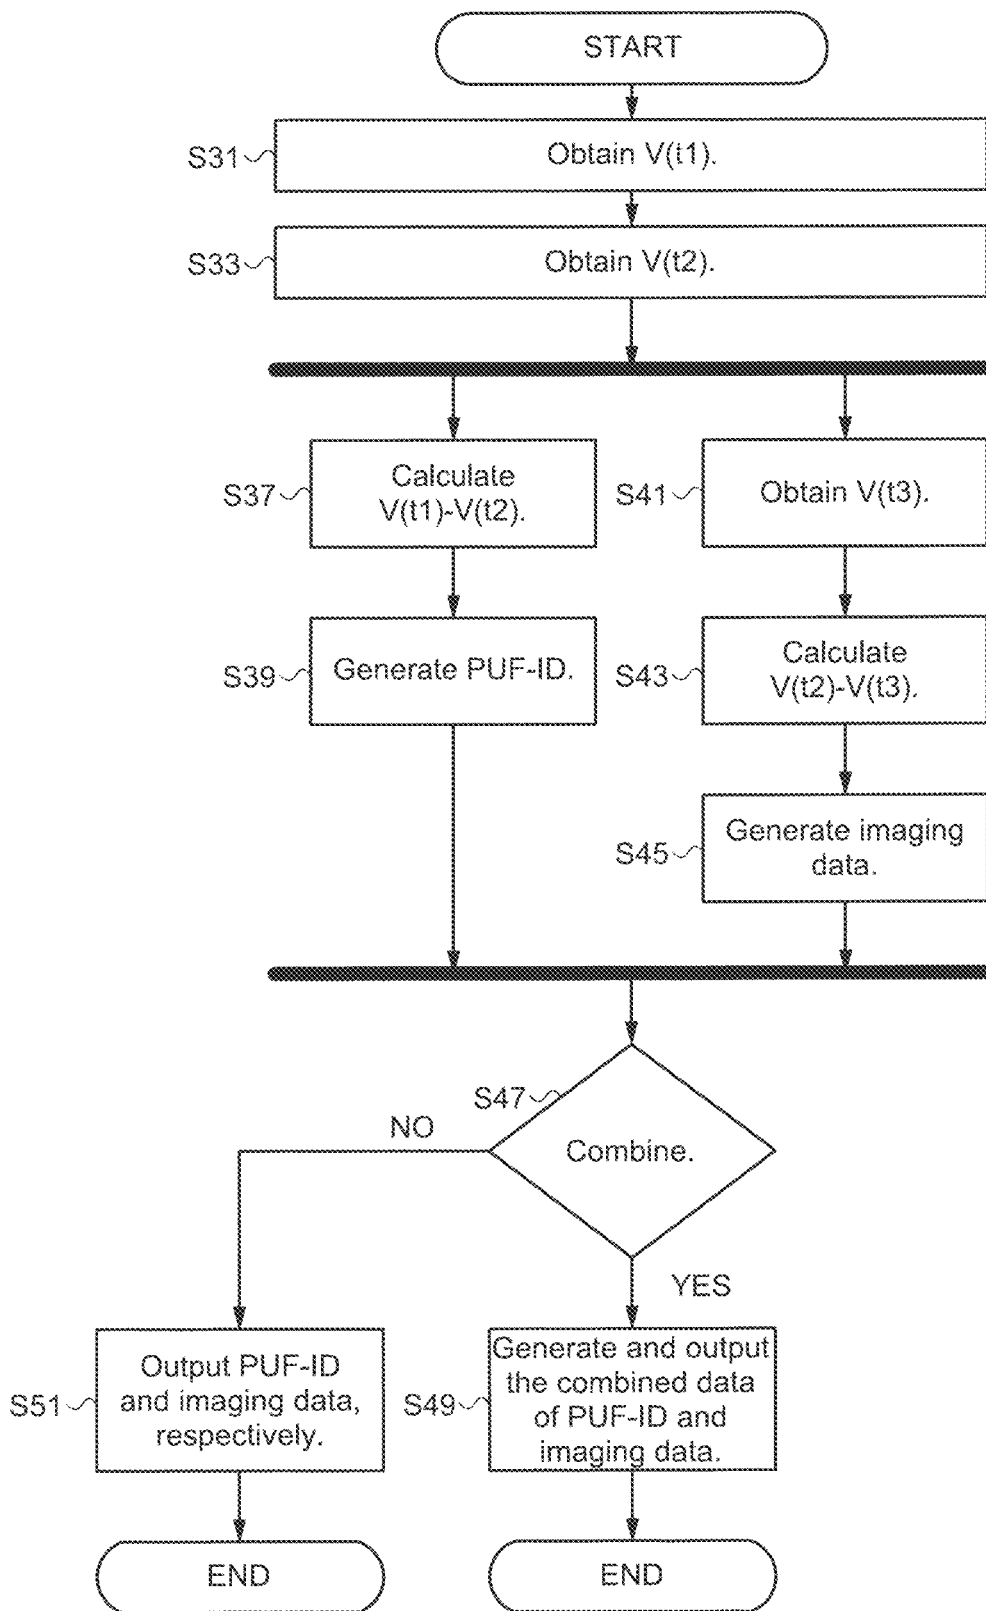 START
S31
Obtain V(t1).
S33
Obtain V(t2).
S37
Calculate
V(t1)-V(t2).
S41
Obtain V(t3).
S39
Generate PUF-ID.
S43
Calculate
V(t2)-V(t3).
S45
Generate imaging
data.
S47
Combine.
NO
YES
S51
Output PUF-ID
and imaging data,
respectively.
S49
Generate and output
the combined data
of PUF-ID and
imaging data.
END
END